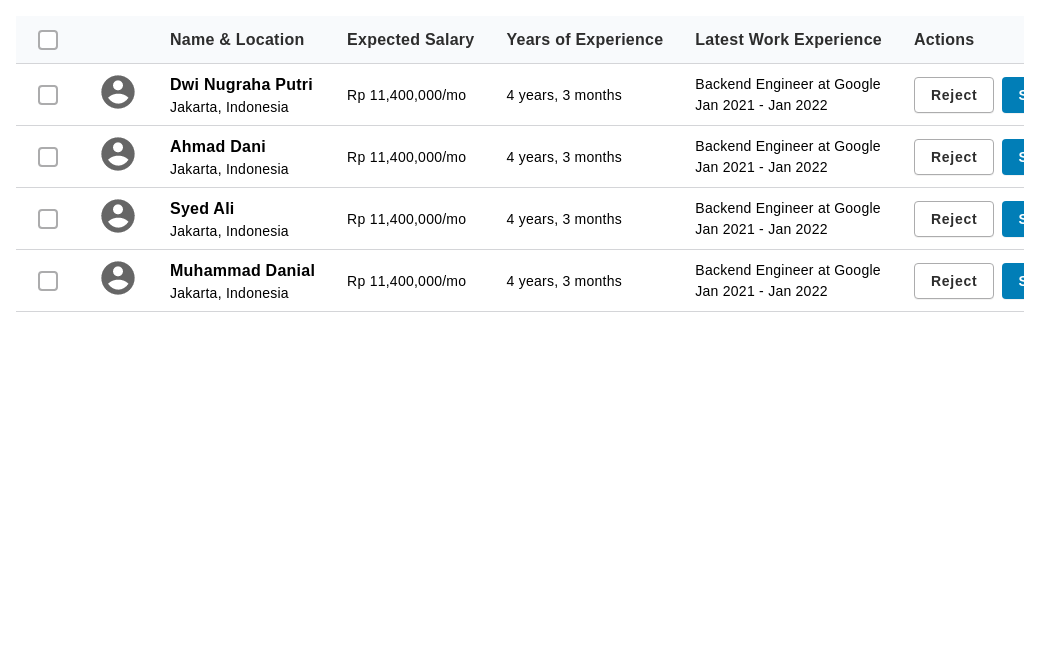 Name & Location Expected Salary Years of Experience Latest Work Experience Actions
Dwi Nugraha Putri
Jakarta, Indonesia
Rp 11,400,000/mo
4 years, 3 months
Backend Engineer at Google
Jan 2021 - Jan 2022
Reject
Ahmad Dani
Jakarta, Indonesia
Rp 11,400,000/mo
4 years, 3 months
Backend Engineer at Google
Jan 2021 - Jan 2022
Reject
Syed Ali
Jakarta, Indonesia
Rp 11,400,000/mo
4 years, 3 months
Backend Engineer at Google
Jan 2021 - Jan 2022
Reject
Muhammad Danial
Jakarta, Indonesia
Rp 11,400,000/mo
4 years, 3 months
Backend Engineer at Google
Jan 2021 - Jan 2022
Reject